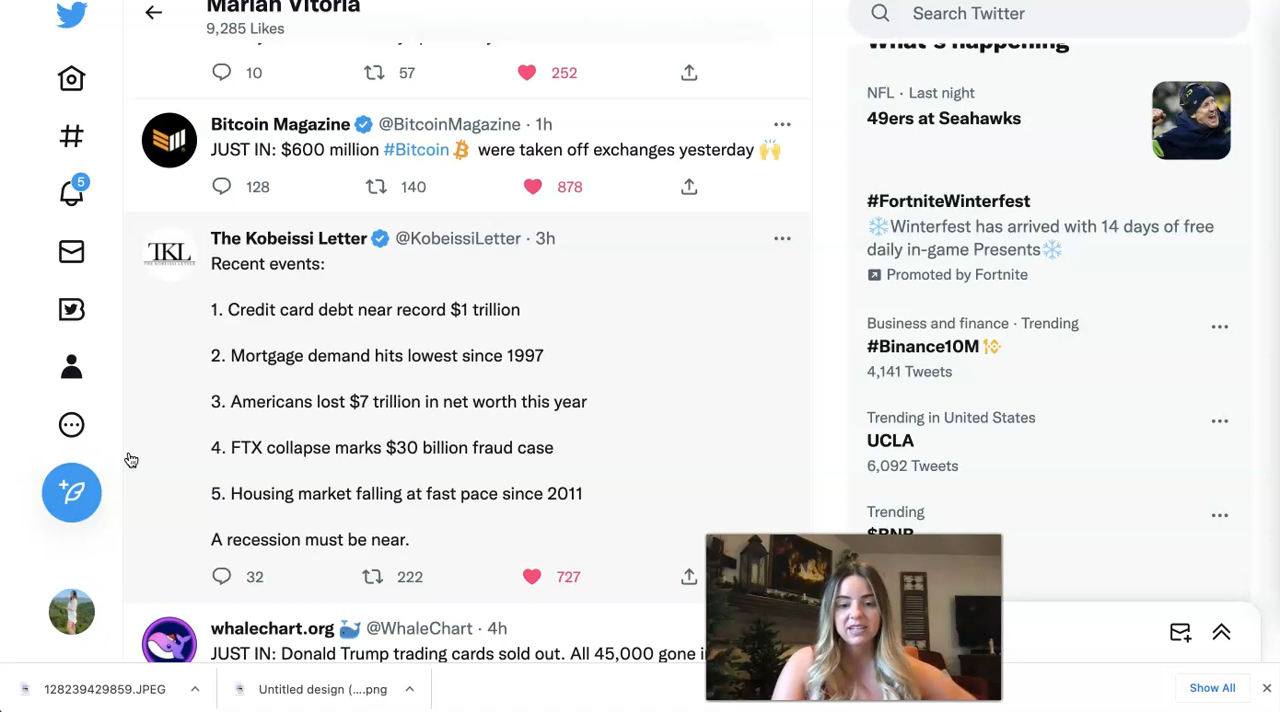 Marian Vitoria
9,285 Likes
10 57 252
Bitcoin Magazine @BitcoinMagazine · 1h
JUST IN: $600 million #Bitcoin were taken off exchanges yesterday
128 140 878
TKL
The Kobeissi Letter @KobeissiLetter · 3h
Recent events:
1. Credit card debt near record $1 trillion
2. Mortgage demand hits lowest since 1997
3. Americans lost $7 trillion in net worth this year
4. FTX collapse marks $30 billion fraud case
5. Housing market falling at fast pace since 2011
A recession must be near.
32 222 727
whalechart.org @WhaleChart · 4h
JUST IN: Donald Trump trading cards sold out. All 45,000 gone i
5
Search Twitter
What's happening
NFL · Last night
49ers at Seahawks
#FortniteWinterfest
Winterfest has arrived with 14 days of free
daily in-game Presents
Promoted by Fortnite
Business and finance · Trending
#Binance10M
4,141 Tweets
Trending in United States
UCLA
6,092 Tweets
Trending
$BNB
128239429859.JPEG
Untitled design (....png
Show All